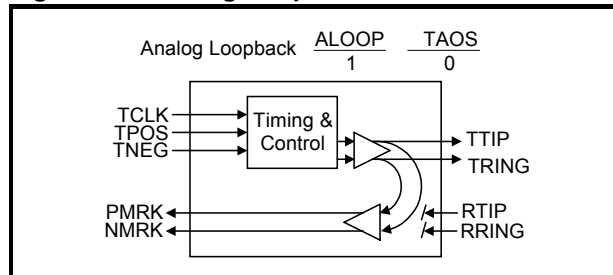 Analog Loopback ALOOP TAOS
1 0
TCLK
TPOS
TNEG
Timing &
Control
TTIP
TRING
PMRK
NMRK
RTIP
RRING